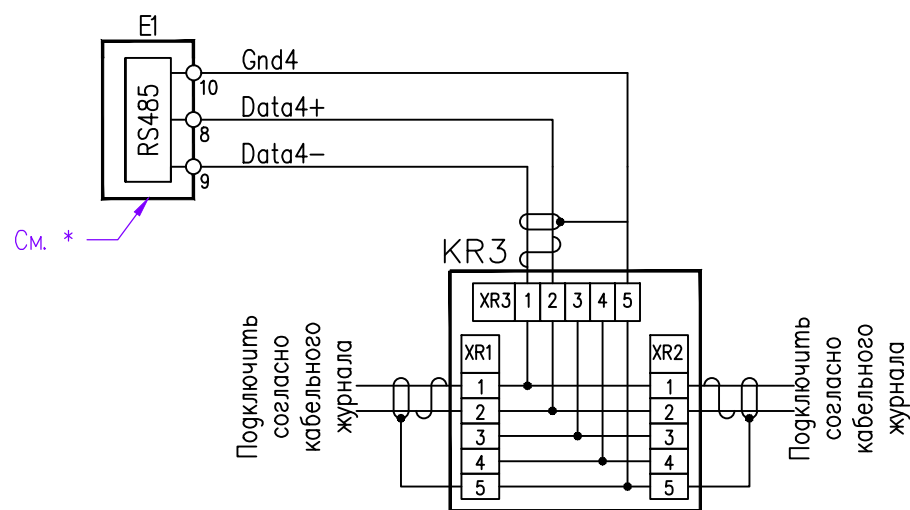 E1
RS485
Gnd4
10
Data4+
8
Data4-
9
См. *
KR3
XR3 1 2 3 4 5
Подключить
согласно
кабельного
журнала
XR1
1
2
3
4
5
XR2
1
2
3
4
5
Подключить
согласно
кабельного
журнала